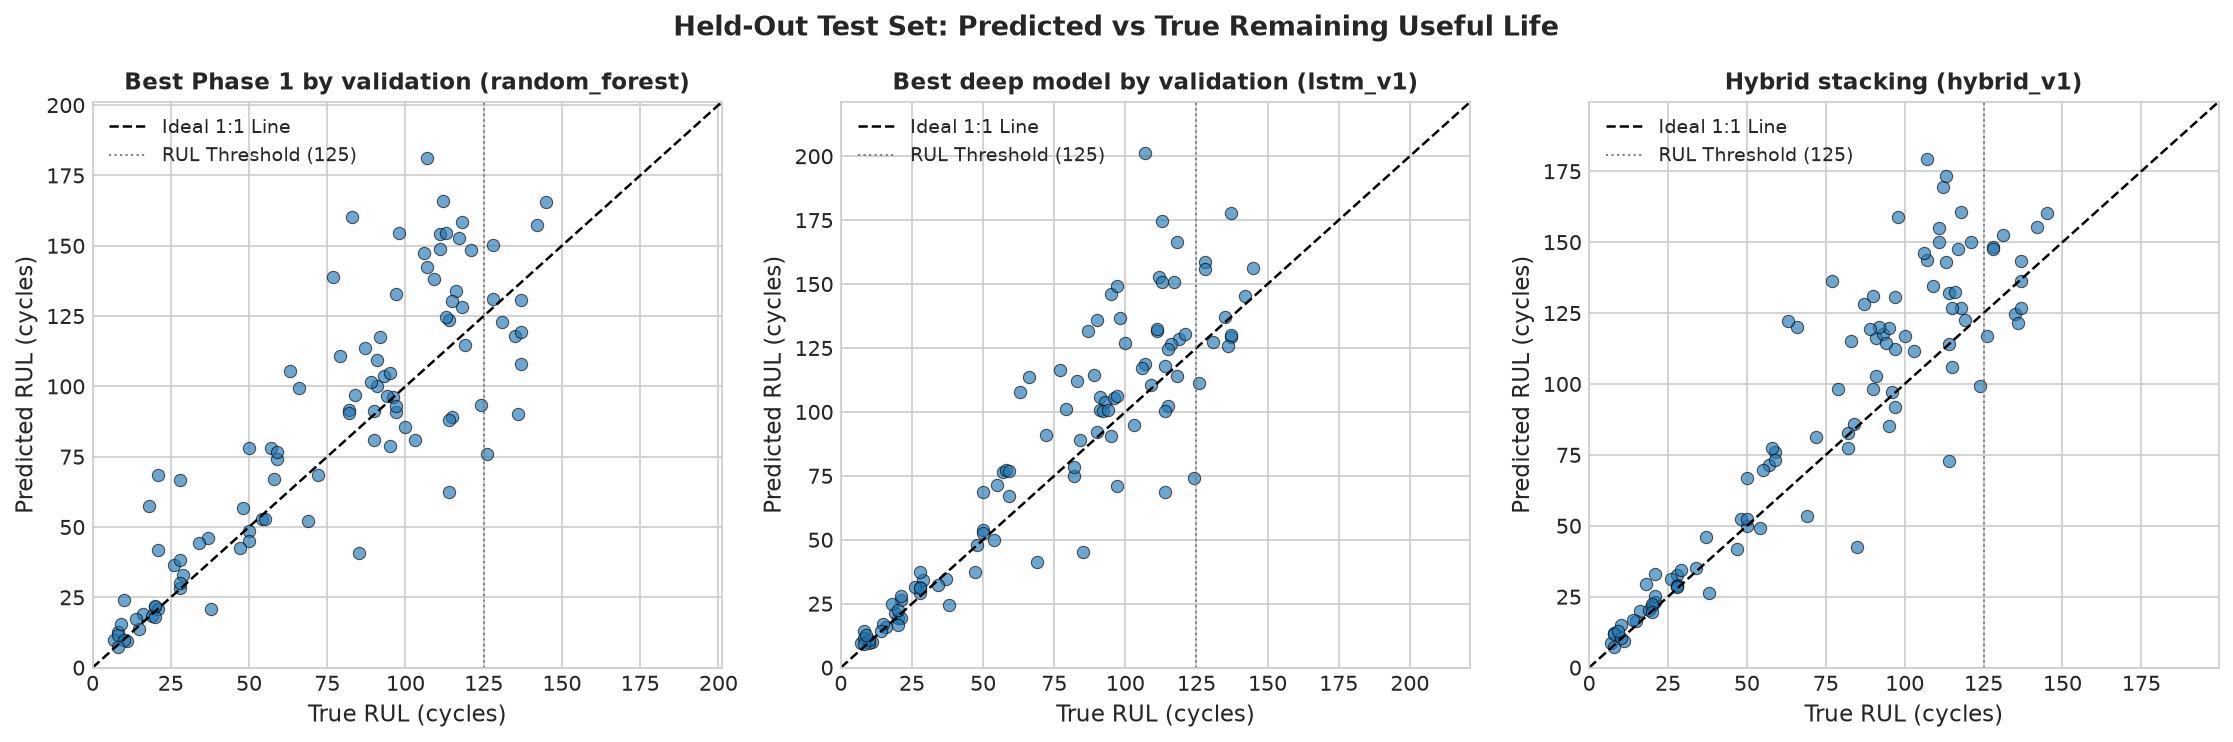 Held-Out Test Set: Predicted vs True Remaining Useful Life
Best Phase 1 by validation (random_forest)
Ideal 1:1 Line
RUL Threshold (125)
200
175
150
125
100
75
50
25
0
Predicted RUL (cycles)
0 25 50 75 100 125 150 175 200
True RUL (cycles)
Best deep model by validation (lstm_v1)
Ideal 1:1 Line
RUL Threshold (125)
200
175
150
125
100
75
50
25
0
Predicted RUL (cycles)
0 25 50 75 100 125 150 175 200
True RUL (cycles)
Hybrid stacking (hybrid_v1)
Ideal 1:1 Line
RUL Threshold (125)
175
150
125
100
75
50
25
0
Predicted RUL (cycles)
0 25 50 75 100 125 150 175
True RUL (cycles)